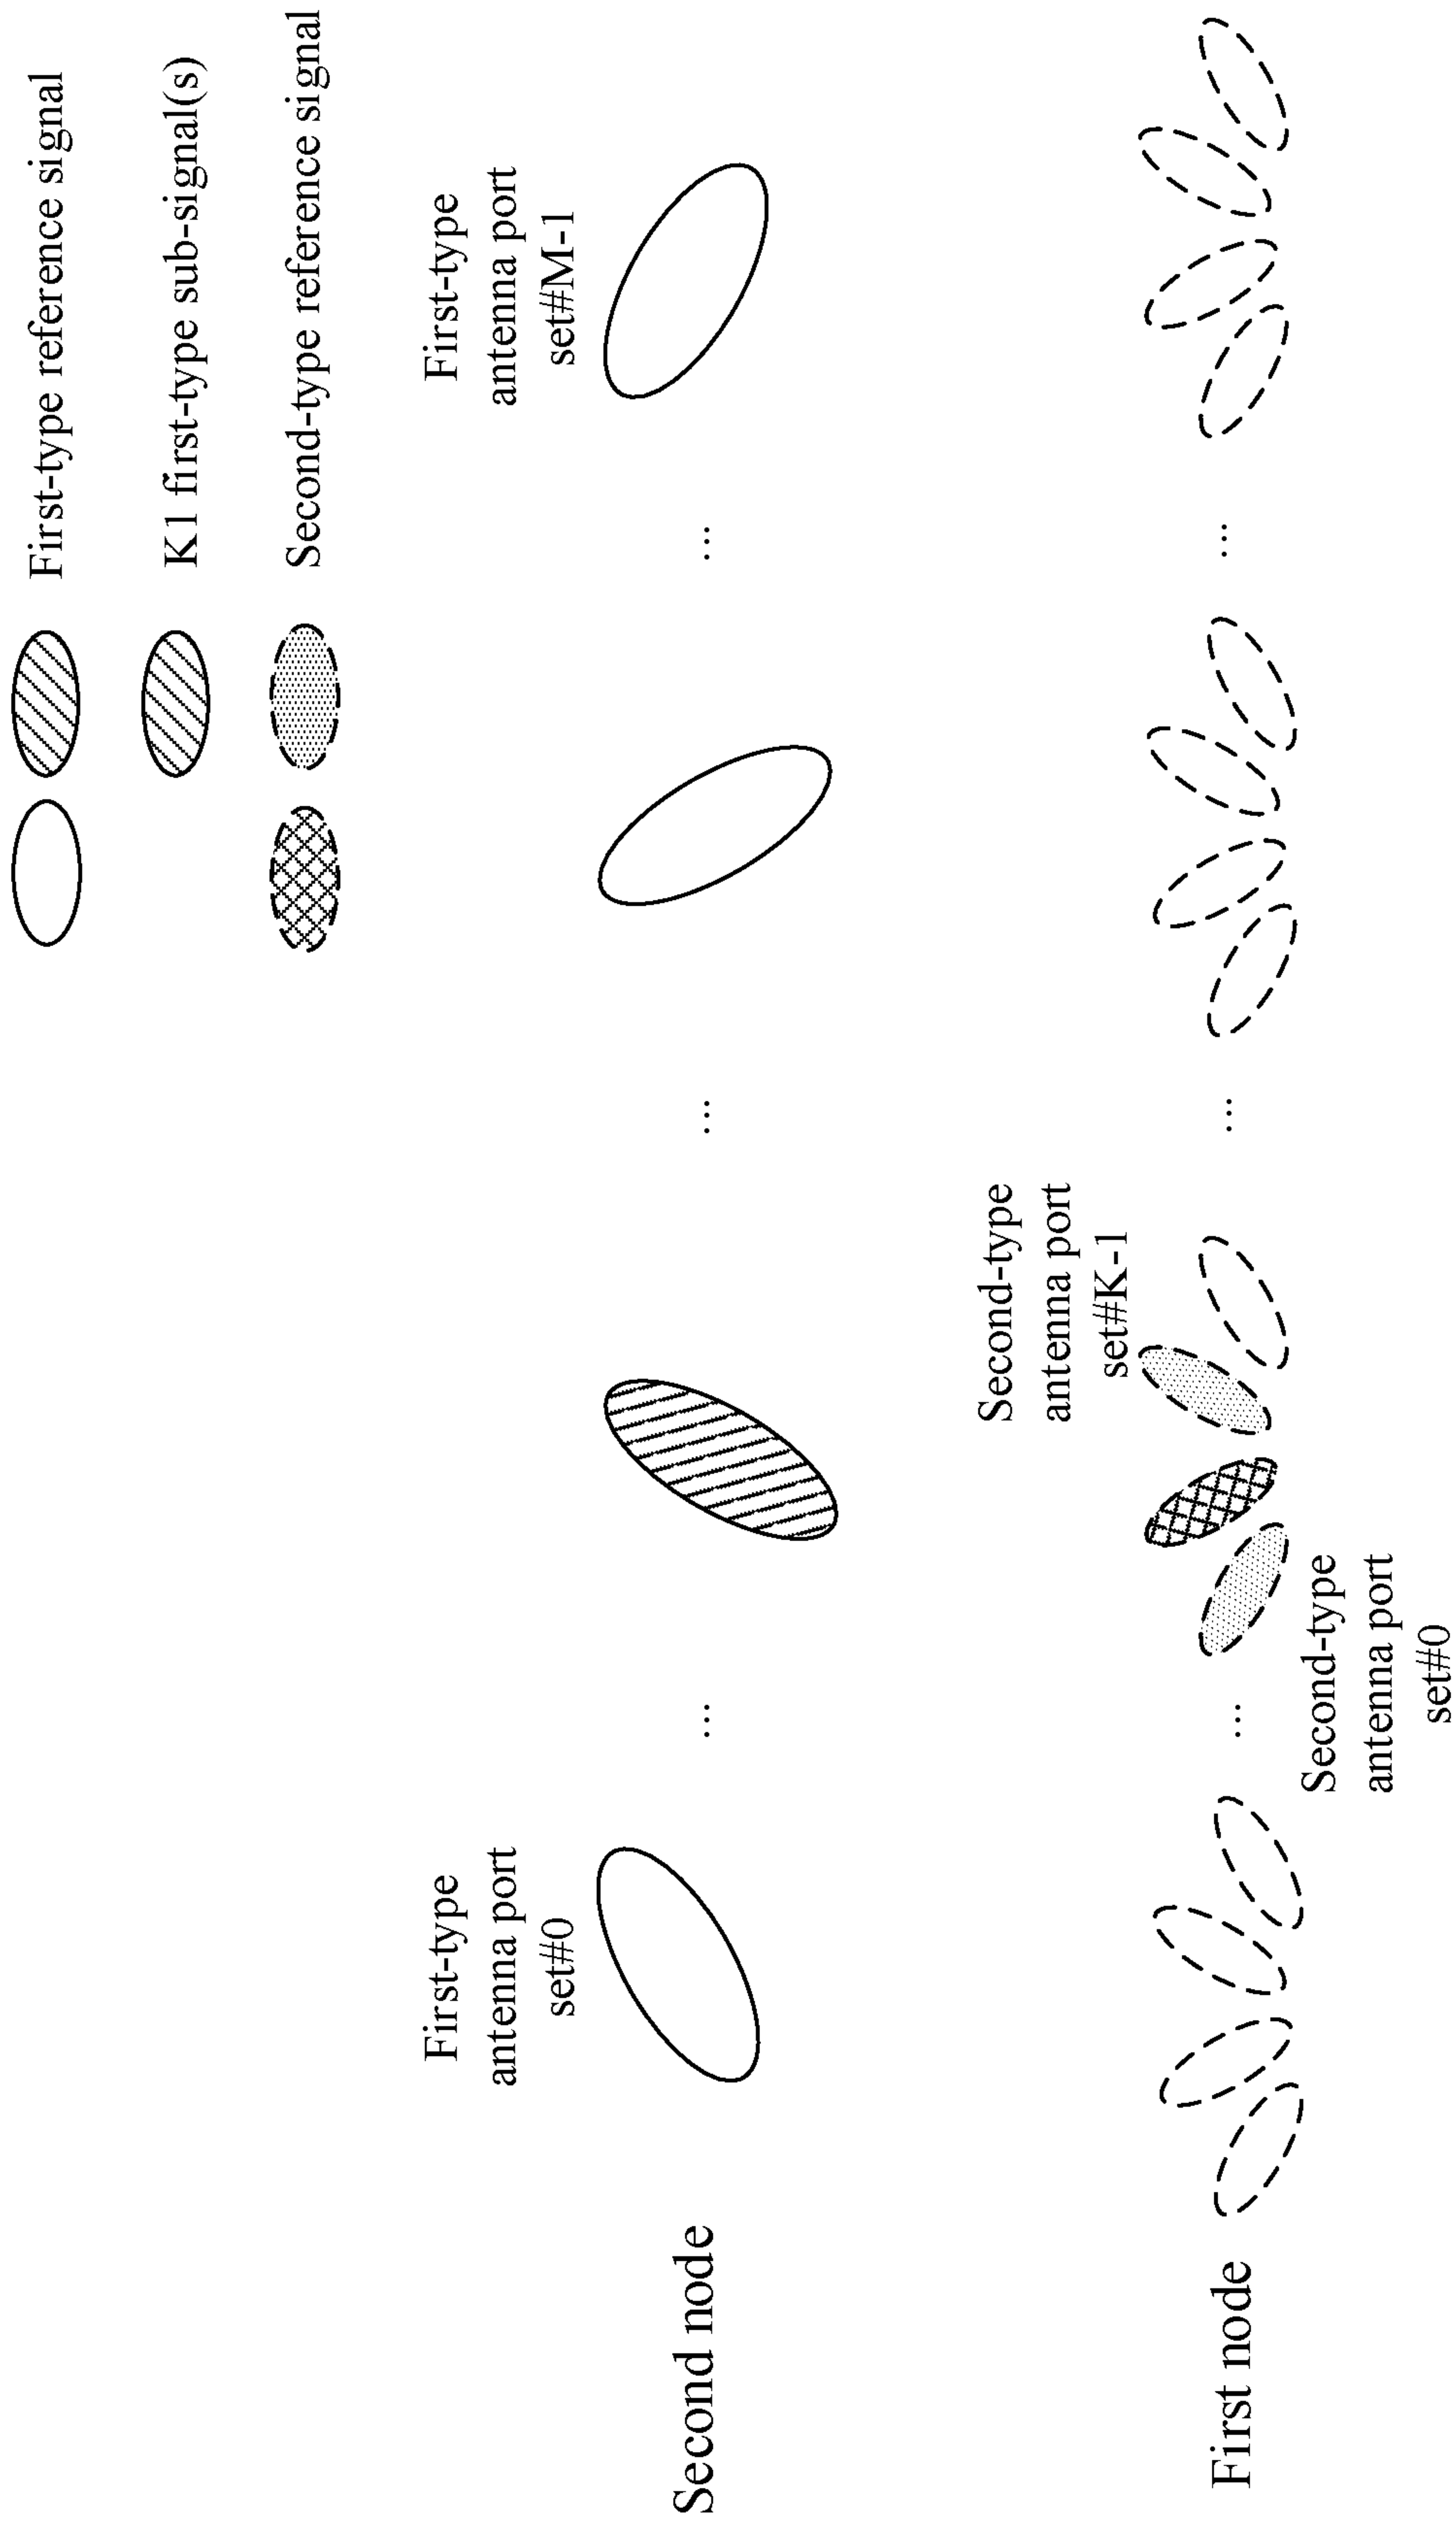 First-type reference signal
K1 first-type sub-signal(s)
Second-type reference signal
First-type
antenna port
set#0
First-type
antenna port
set#M-1
Second node
...
...
...
Second-type
antenna port
set#K-1
First node
...
...
...
Second-type
antenna port
set#0